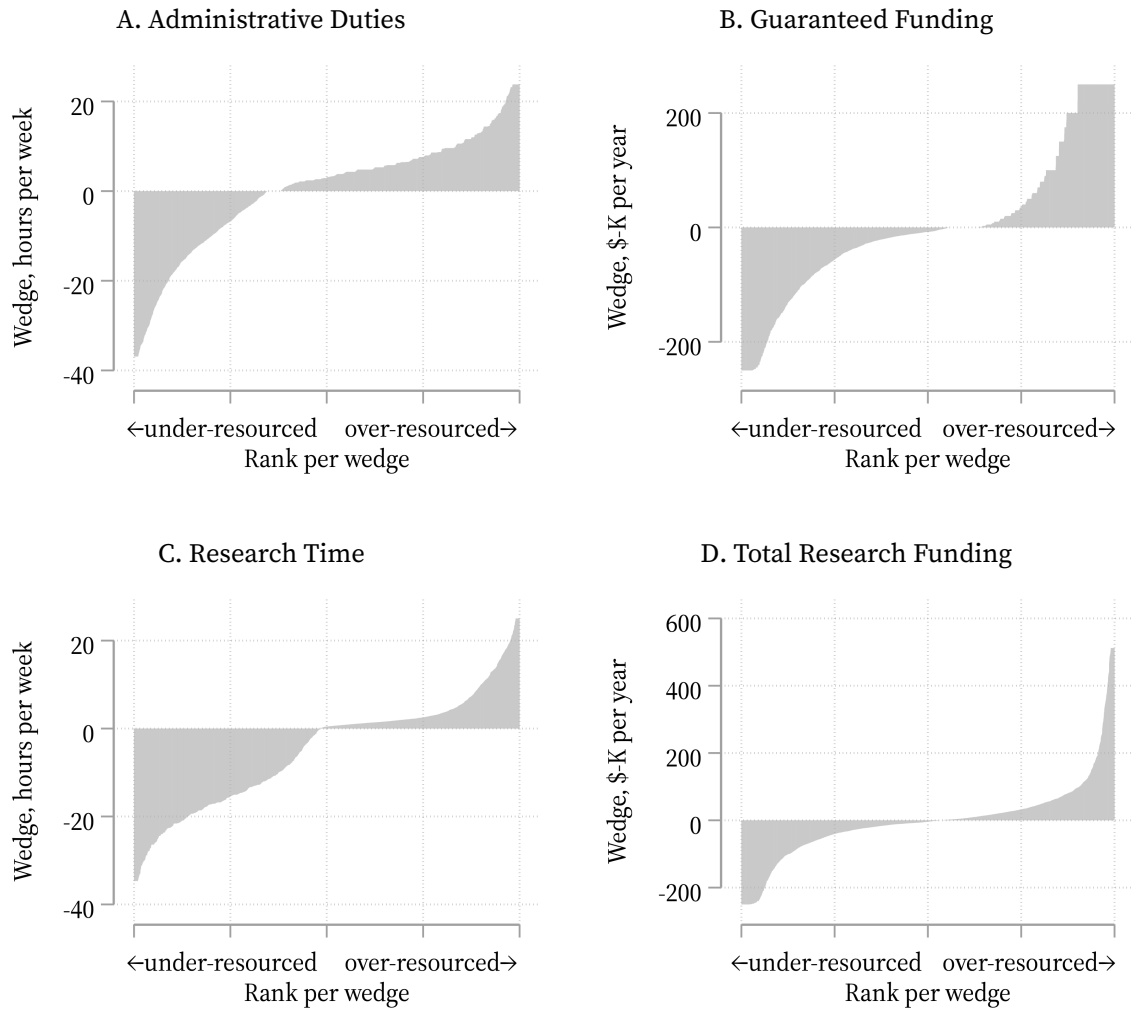 A. Administrative Duties
Wedge, hours per week
20
0
-20
-40
←under-resourced over-resourced→
Rank per wedge
B. Guaranteed Funding
Wedge, $-K per year
200
0
-200
←under-resourced over-resourced→
Rank per wedge
C. Research Time
Wedge, hours per week
20
0
-20
-40
←under-resourced over-resourced→
Rank per wedge
D. Total Research Funding
Wedge, $-K per year
600
400
200
0
-200
←under-resourced over-resourced→
Rank per wedge